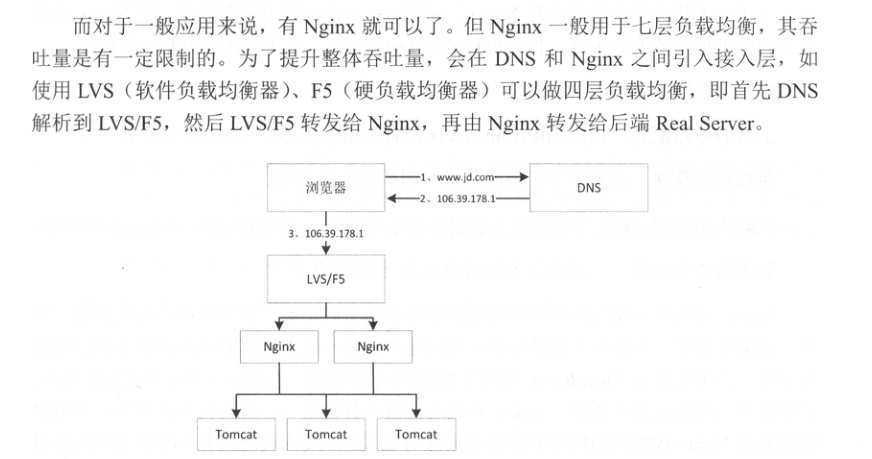 而对于一般应用来说，有 Nginx 就可以了。但 Nginx 一般用于七层负载均衡，其吞
吐量是有一定限制的。为了提升整体吞吐量，会在 DNS 和 Nginx 之间引入接入层，如
使用 LVS（软件负载均衡器）、F5（硬负载均衡器）可以做四层负载均衡，即首先 DNS
解析到 LVS/F5，然后 LVS/F5 转发给 Nginx，再由 Nginx 转发给后端 Real Server。
1、www.jd.com
浏览器
DNS
2、106.39.178.1
3、106.39.178.1
LVS/F5
Nginx
Nginx
Tomcat
Tomcat
Tomcat